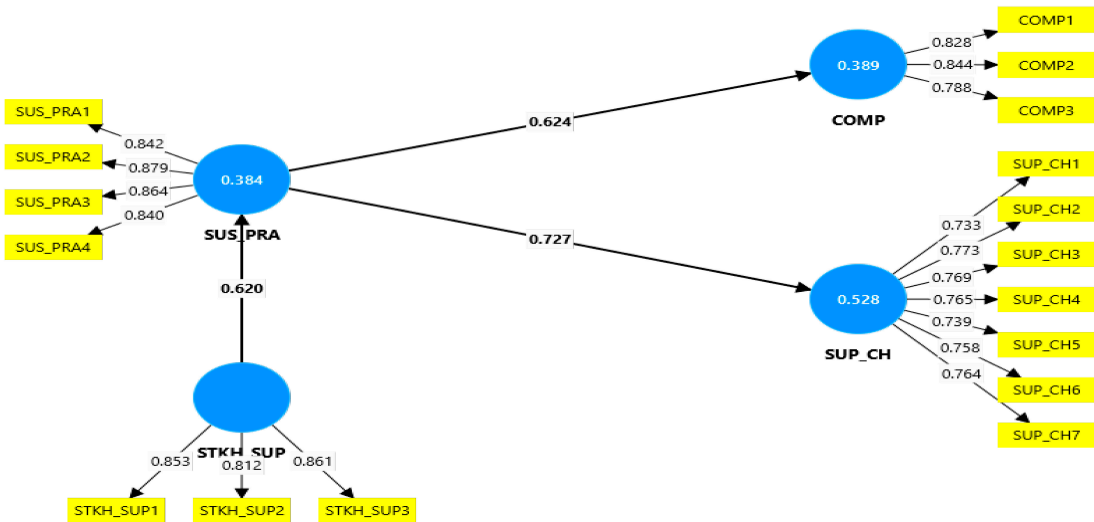 COMP1
0.828
COMP2
0.844
0.389
0.788
COMP3
COMP
0.624
SUS_PRA1
0.842
SUS_PRA2
0.879
0.384
0.864
SUS_PRA3
0.840
SUS_PRA4
SUS_PRA
0.727
SUP_CH1
SUP_CH2
0.733
0.773
SUP_CH3
0.769
0.528
0.765
SUP_CH4
0.739
SUP_CH5
0.758
SUP_CH
0.764
SUP_CH6
SUP_CH7
0.620
STKH_SUP
0.853
0.812
0.861
STKH_SUP1
STKH_SUP2
STKH_SUP3